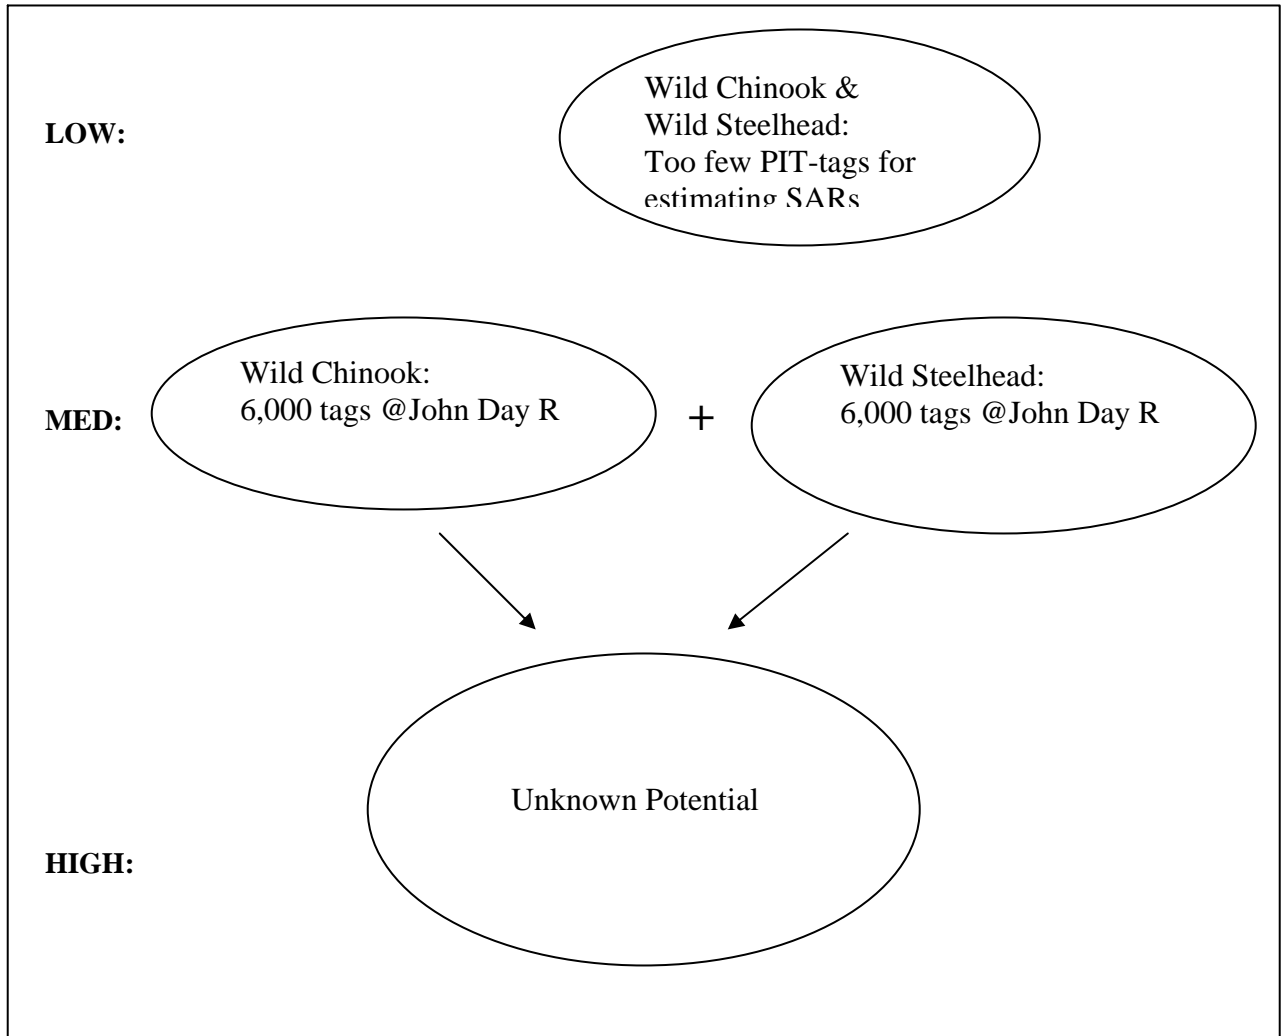 LOW:
Wild Chinook &
Wild Steelhead:
Too few PIT-tags for
estimating SARs
MED:
Wild Chinook:
6,000 tags @John Day R
+
Wild Steelhead:
6,000 tags @John Day R
Unknown Potential
HIGH: